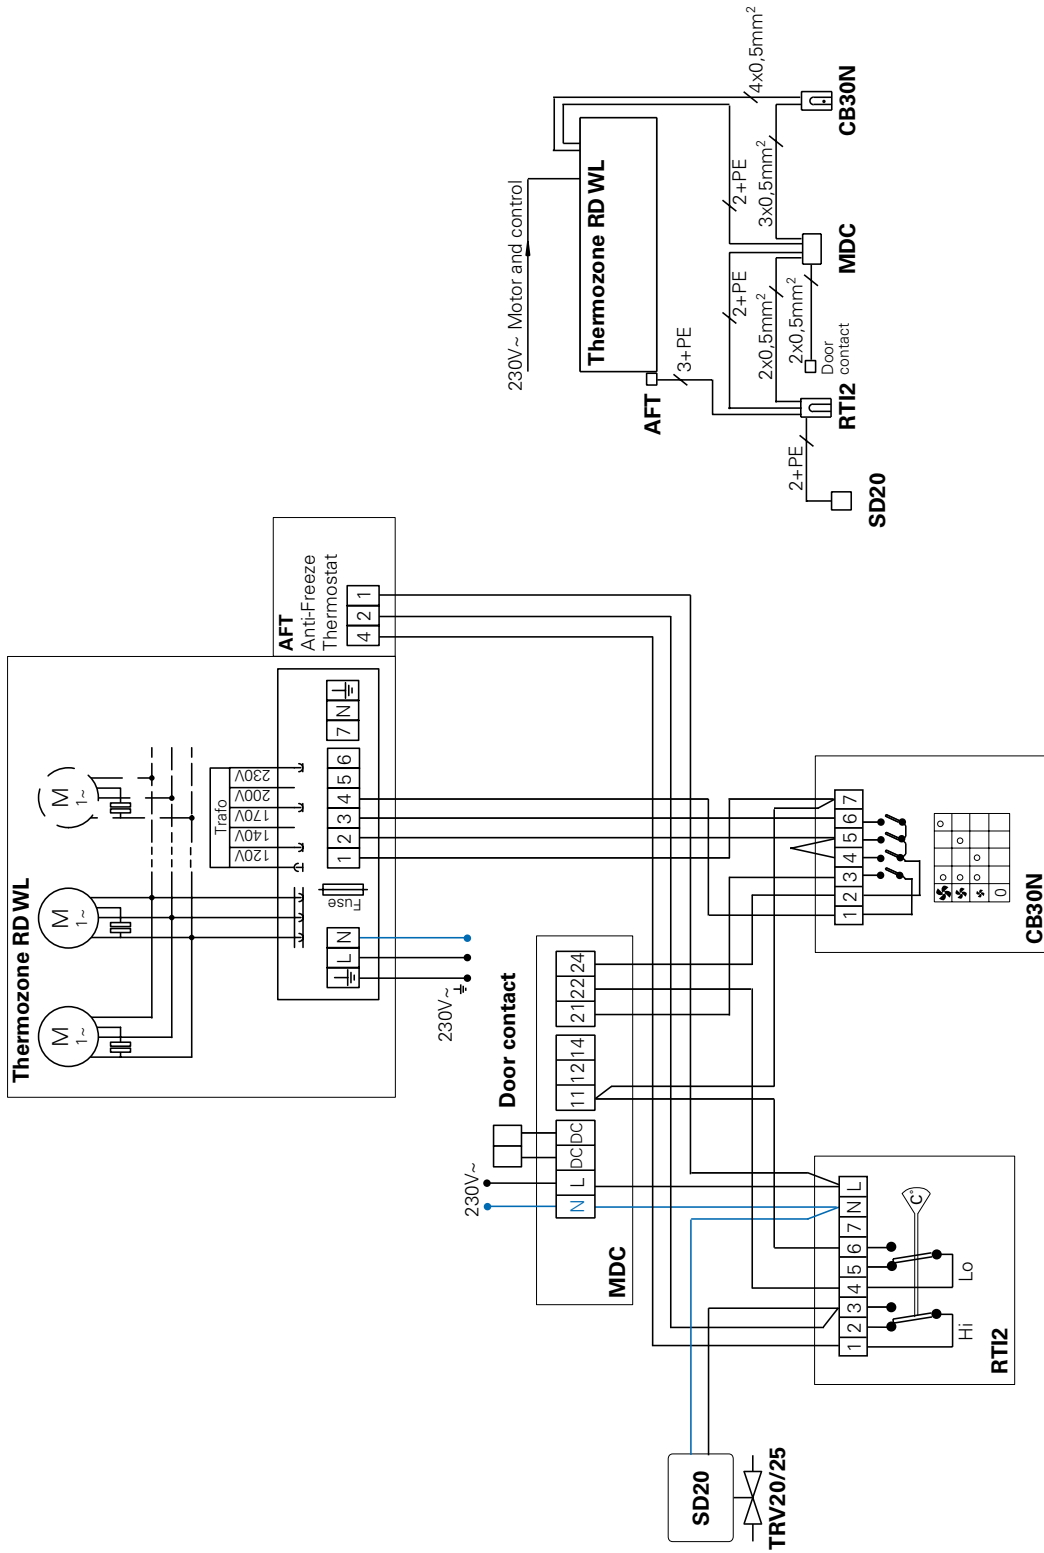 Thermozone RD WL
M
1~
M
1~
M
1~
Trafo
120V
140V
170V
200V
230V
L
N
Fuse
1 2 3 4 5 6
7 N
230V~
AFT
Anti-Freeze
Thermostat
4 2 1
Door contact
230V~
N L DC DC
11 12 14
21 22 24
MDC
SD20
TRV20/25
1 2 3 4 5 6 7 N L
C°
Hi
Lo
RTI2
1 2 3 4 5 6 7
0
CB30N
230V~ Motor and control
Thermozone RD WL
AFT
3+PE
2+PE
2+PE
4x0,5mm²
2x0,5mm²
3x0,5mm²
2x0,5mm²
Door
contact
2+PE
SD20
RTI2
MDC
CB30N